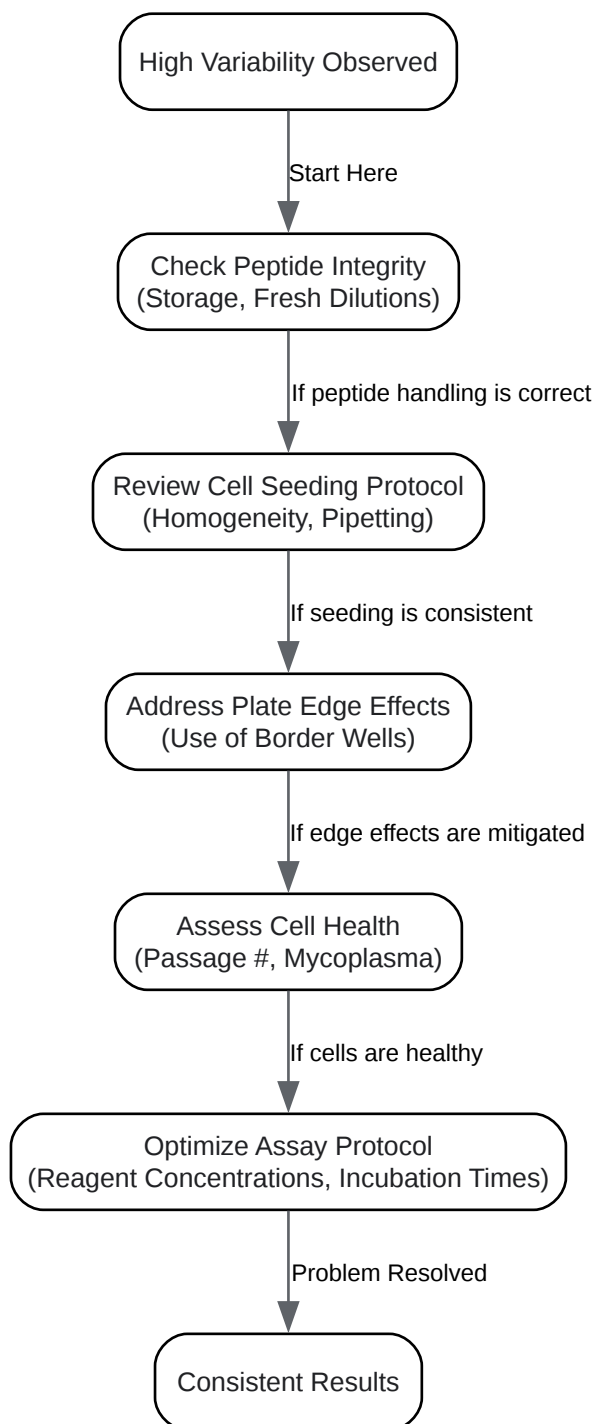 High Variability Observed
Start Here
Check Peptide Integrity
(Storage, Fresh Dilutions)
If peptide handling is correct
Review Cell Seeding Protocol
(Homogeneity, Pipetting)
If seeding is consistent
Address Plate Edge Effects
(Use of Border Wells)
If edge effects are mitigated
Assess Cell Health
(Passage #, Mycoplasma)
If cells are healthy
Optimize Assay Protocol
(Reagent Concentrations, Incubation Times)
Problem Resolved
Consistent Results